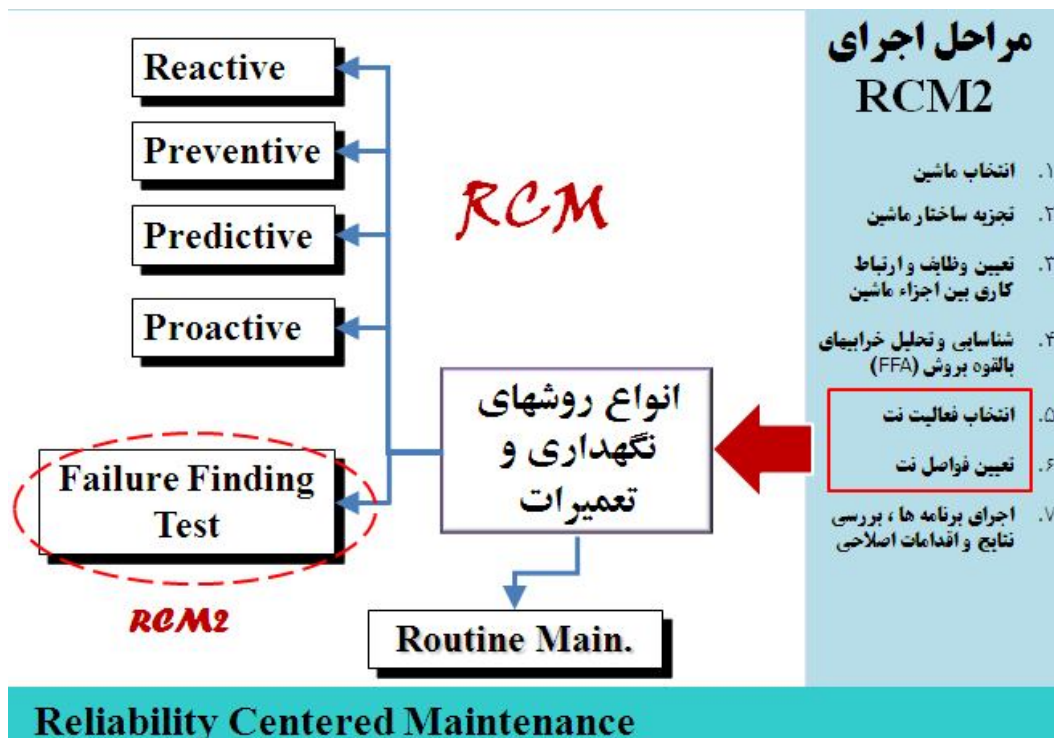 مراحل اجرای
RCM2
۱. انتخاب ماشین
۲. تجزیه ساختار ماشین
۳. تعیین وظایف و ارتباط
کاری بین اجزاء ماشین
۴. شناسایی و تحلیل خرابیهای
بالقوه بروش (FFA)
۵. انتخاب فعالیت نت
۶. تعیین فواصل نت
۷. اجرای برنامه ها ، بررسی
نتایج و اقدامات اصلاحی
RCM
انواع روشهای
نگهداری و
تعمیرات
Reactive
Preventive
Predictive
Proactive
Failure Finding
Test
RCM2
Routine Main.
Reliability Centered Maintenance